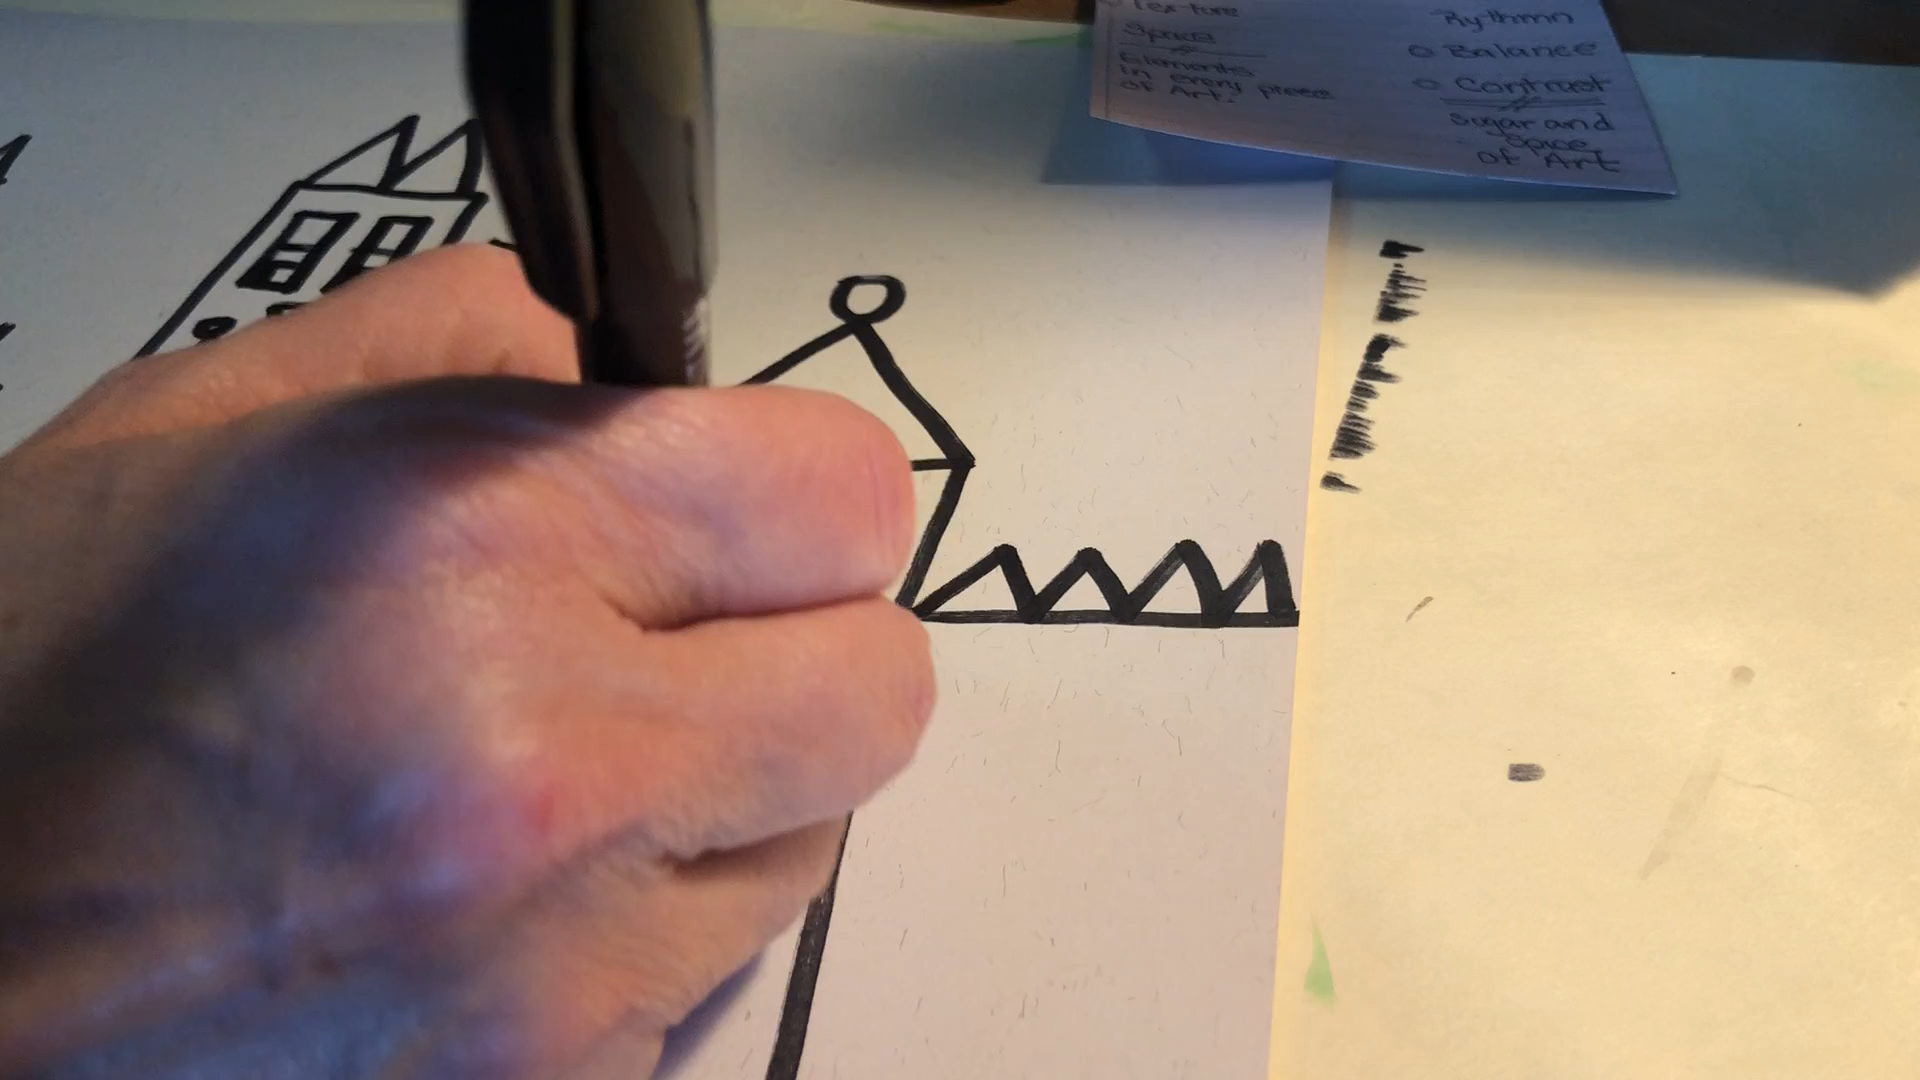 Texture
Space
Elements
in every piece
of Art.
Rythmn
Balance
Contrast
Sugar and
Spice
of Art